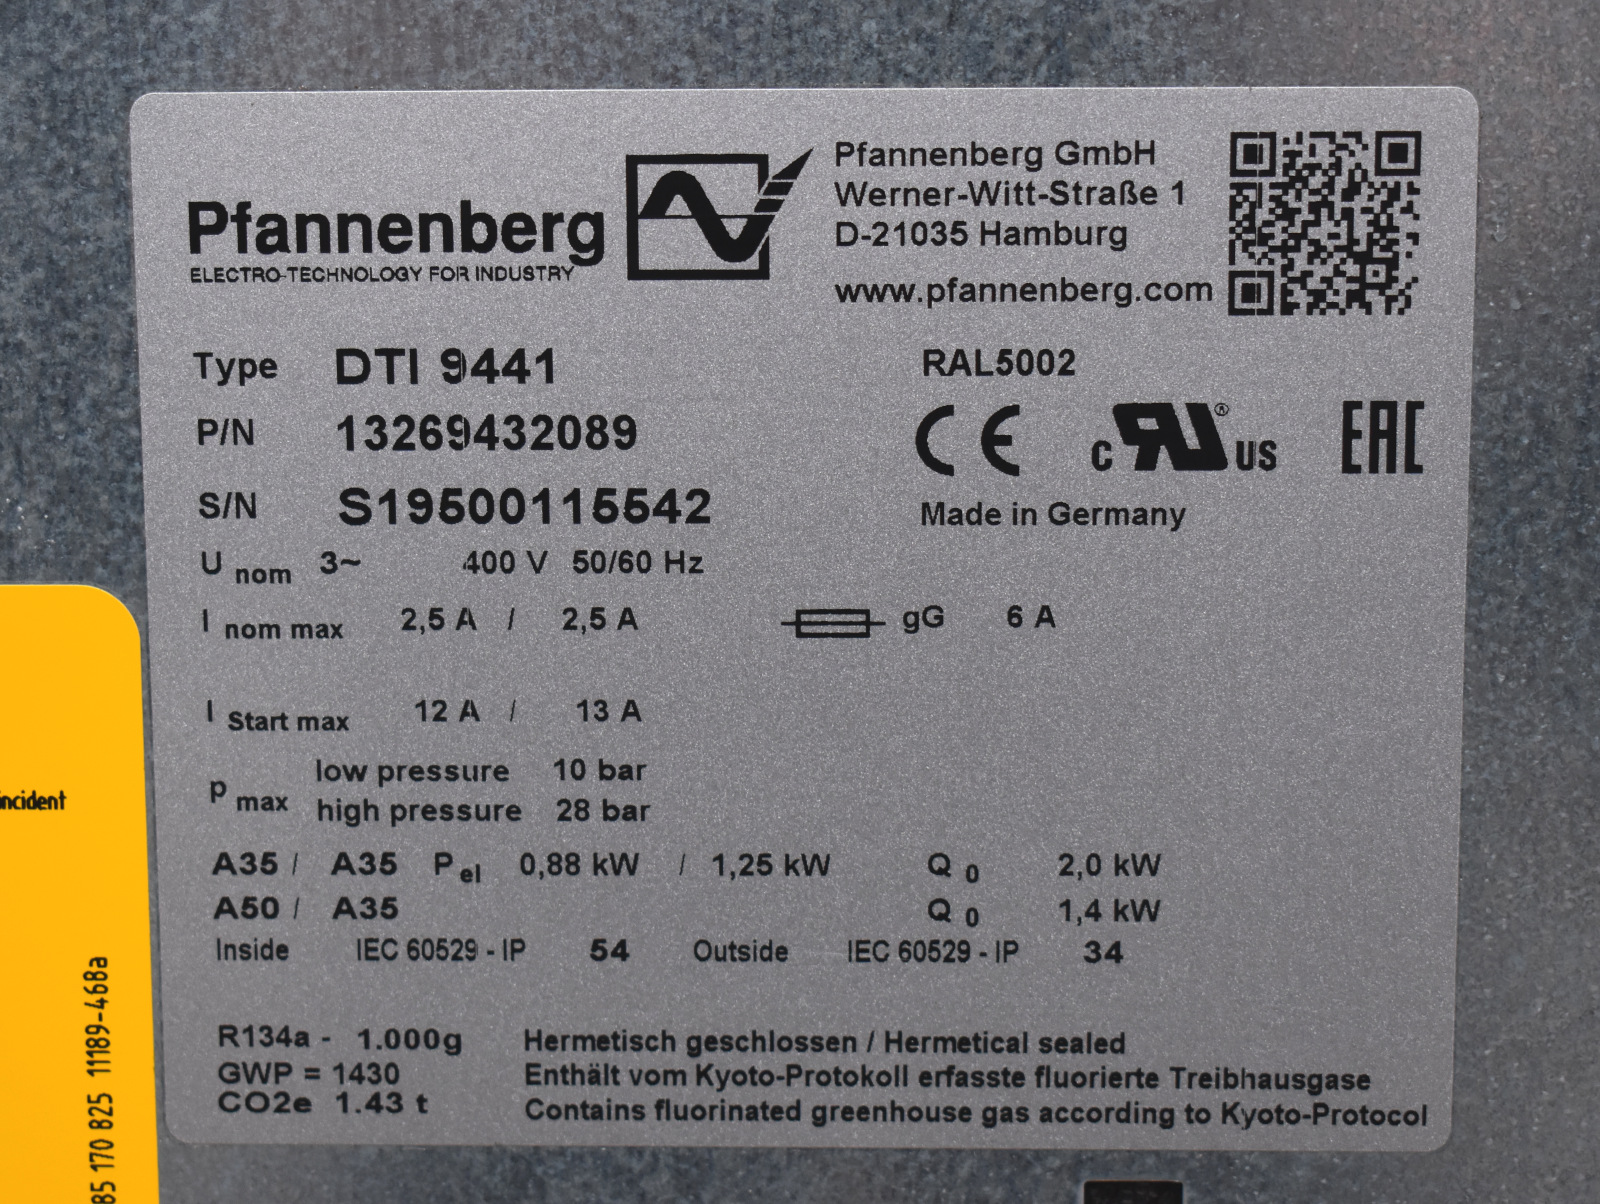 Pfannenberg
ELECTRO-TECHNOLOGY FOR INDUSTRY
Pfannenberg GmbH
Werner-Witt-Straße 1
D-21035 Hamburg
www.pfannenberg.com
Type DTI 9441
RAL5002
P/N 13269432089
CE c RU® US EAC
S/N S19500115542
Made in Germany
U nom 3~ 400 V 50/60 Hz
I nom max 2,5 A / 2,5 A gG 6 A
I Start max 12 A / 13 A
p max low pressure 10 bar
high pressure 28 bar
A35 / A35 P el 0,88 kW / 1,25 kW Q 0 2,0 kW
A50 / A35 Q 0 1,4 kW
Inside IEC 60529 - IP 54 Outside IEC 60529 - IP 34
R134a - 1.000g Hermetisch geschlossen / Hermetical sealed
GWP = 1430 Enthält vom Kyoto-Protokoll erfasste fluorierte Treibhausgase
CO2e 1.43 t Contains fluorinated greenhouse gas according to Kyoto-Protocol
incident
85 170 825 11189-468a